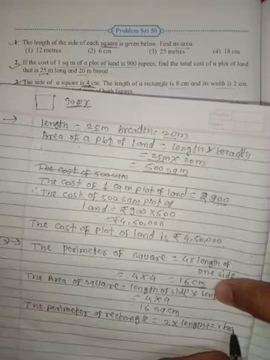 Problem Set 50
1. The length of the side of each square is given below. Find its area.
(1) 12 metres (2) 6 cm (3) 25 metres (4) 18 cm
2. If the cost of 1 sq m of a plot of land is 900 rupees, find the total cost of a plot of land
that is 25 m long and 20 m broad.
3. The side of a square is 4 cm. The length of a rectangle is 8 cm and its width is 2 cm.
length = 25m breadth = 20m
Area of a plot of land = length × breadth
= 25m × 20m
= 500 sqm
The cost of 1 sqm plot of land = ₹900
∴ The cost of 500 sqm plot of
land = ₹900 × 500
= ₹4,50,000
The cost of plot of land is ₹4,50,000
The perimeter of square = 4 × length of
one side
= 4 × 4 = 16 cm
The Area of square = length of side ×
= 4 × 4
16 sqcm
The perimeter of rectangle = 2 × length + 2 ×